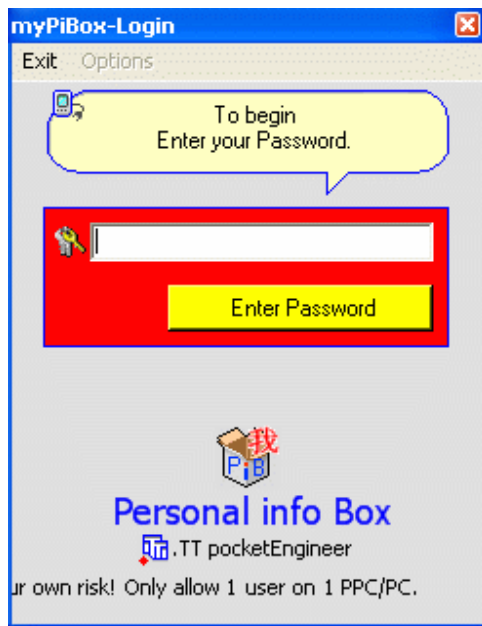 myPiBox-Login
Exit Options
To begin
Enter your Password.
Enter Password
我
PiB
Personal info Box
.TT pocketEngineer
ur own risk! Only allow 1 user on 1 PPC/PC.